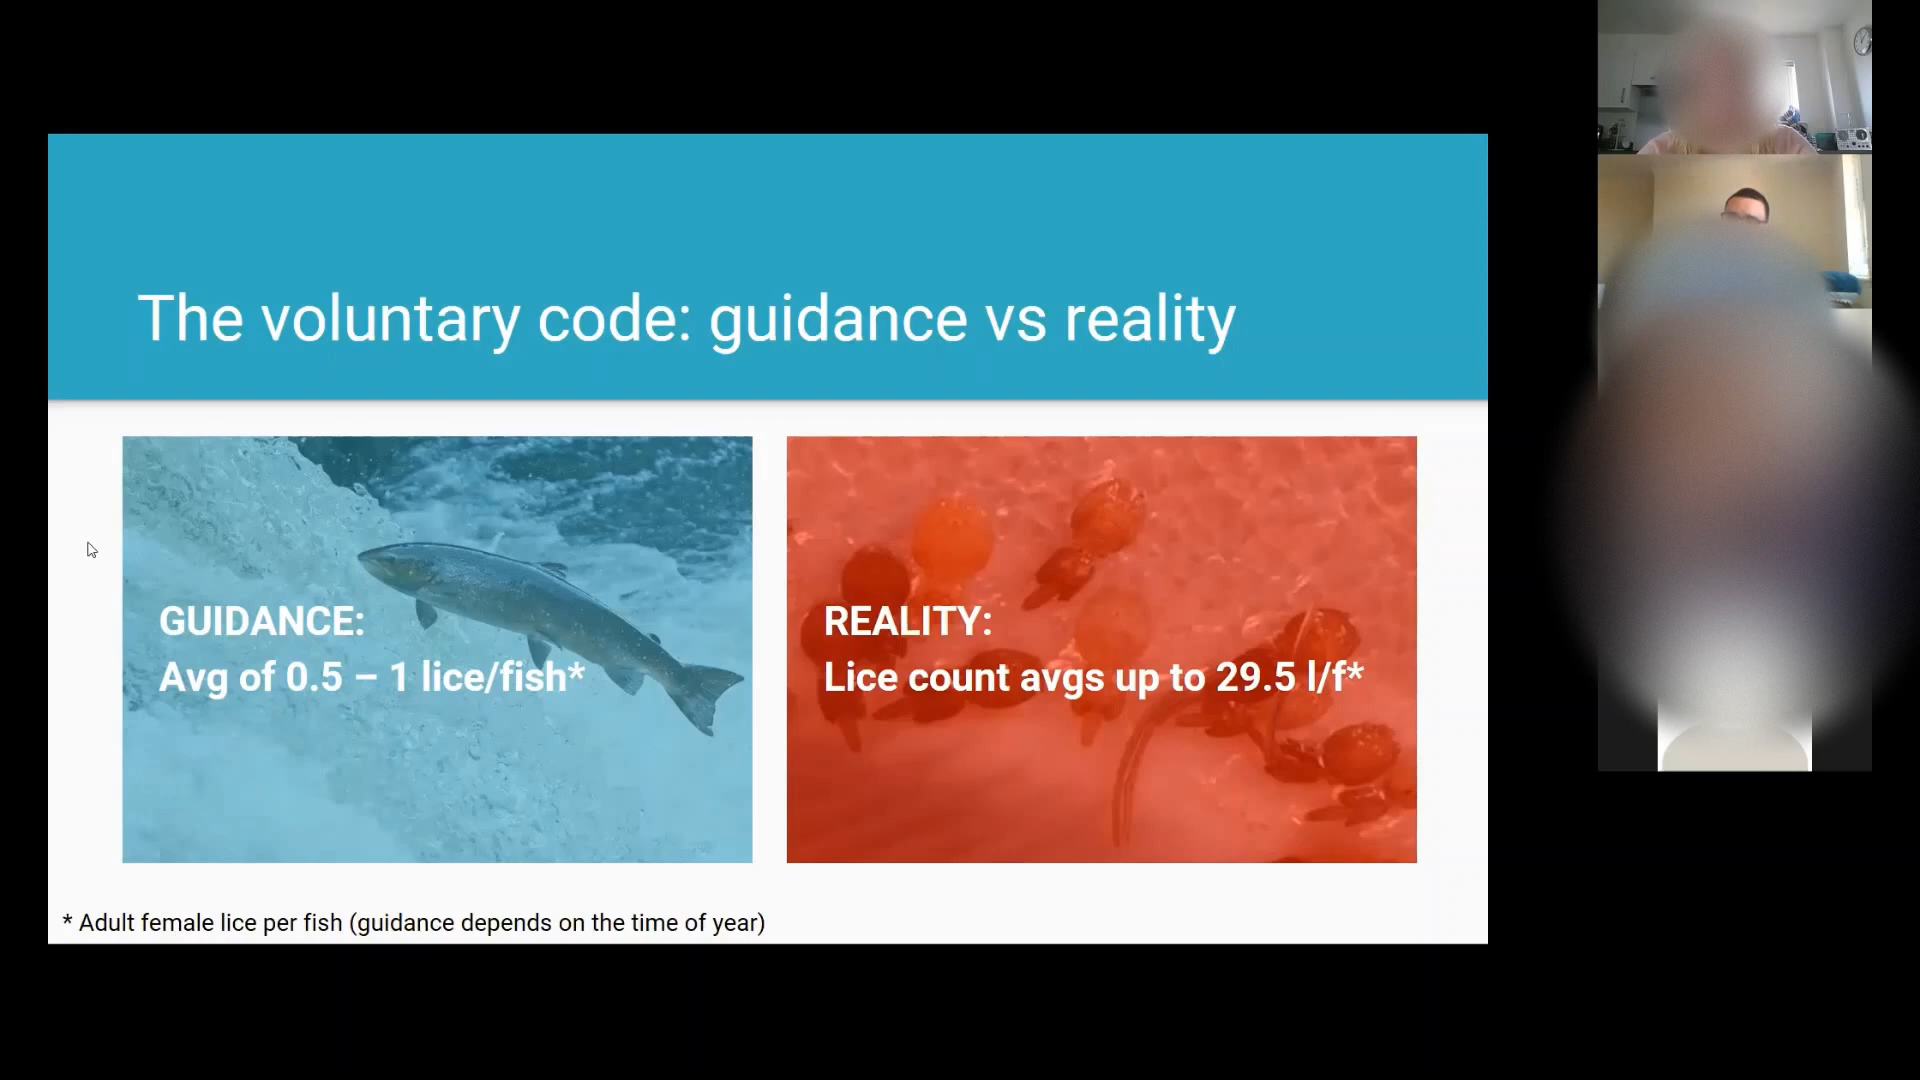 The voluntary code: guidance vs reality
GUIDANCE:
Avg of 0.5 – 1 lice/fish*
REALITY:
Lice count avgs up to 29.5 l/f*
* Adult female lice per fish (guidance depends on the time of year)